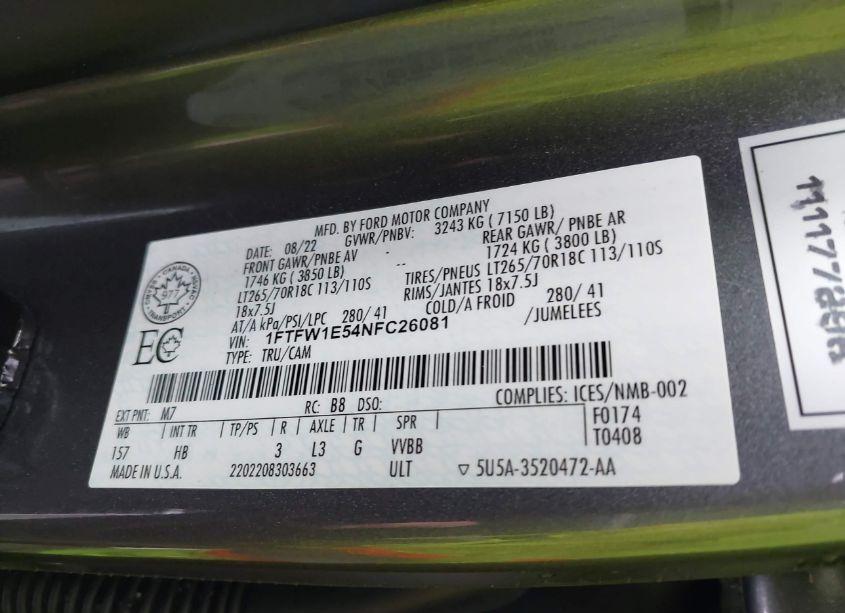 MFD. BY FORD MOTOR COMPANY
DATE: 08/22 GVWR/PNBV: 3243 KG ( 7150 LB)
FRONT GAWR/PNBE AV -- REAR GAWR/ PNBE AR
1746 KG ( 3850 LB) -- 1724 KG ( 3800 LB)
LT265/70R18C 113/110S TIRES/PNEUS LT265/70R18C 113/110S
18x7.5J RIMS/JANTES 18x7.5J
AT/A kPa/PSI/LPC 280/ 41 COLD/A FROID 280/ 41
VIN: 1FTFW1E54NFC26081 /JUMELEES
TYPE: TRU/CAM
CANADA
977
TRANSPORT
EC
EXT PNT: M7 RC: B8 DSO: COMPLIES: ICES/NMB-002
WB INT TR TP/PS R AXLE TR SPR F0174
157 HB 3 L3 G VVBB T0408
MADE IN U.S.A. 2202208303663 ULT ▽ 5U5A-3520472-AA